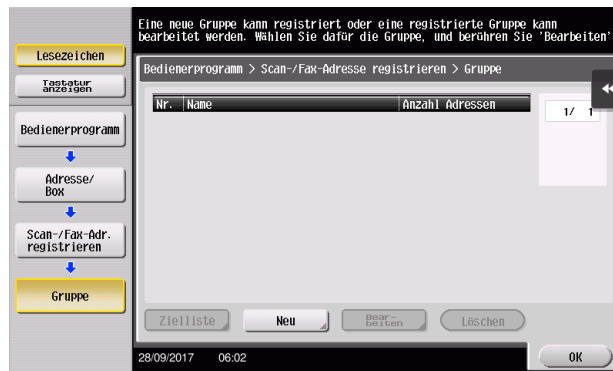 Eine neue Gruppe kann registriert oder eine registrierte Gruppe kann
bearbeitet werden. Wählen Sie dafür die Gruppe, und berühren Sie 'Bearbeiten'
Lesezeichen
Tastatur
anzeigen
Bedienerprogramm
Adresse/
Box
Scan-/Fax-Adr.
registrieren
Gruppe
Bedienerprogramm > Scan-/Fax-Adresse registrieren > Gruppe
Nr. Name Anzahl Adressen
1/ 1
Zielliste Neu Bear-
beiten Löschen
28/09/2017 06:02 OK